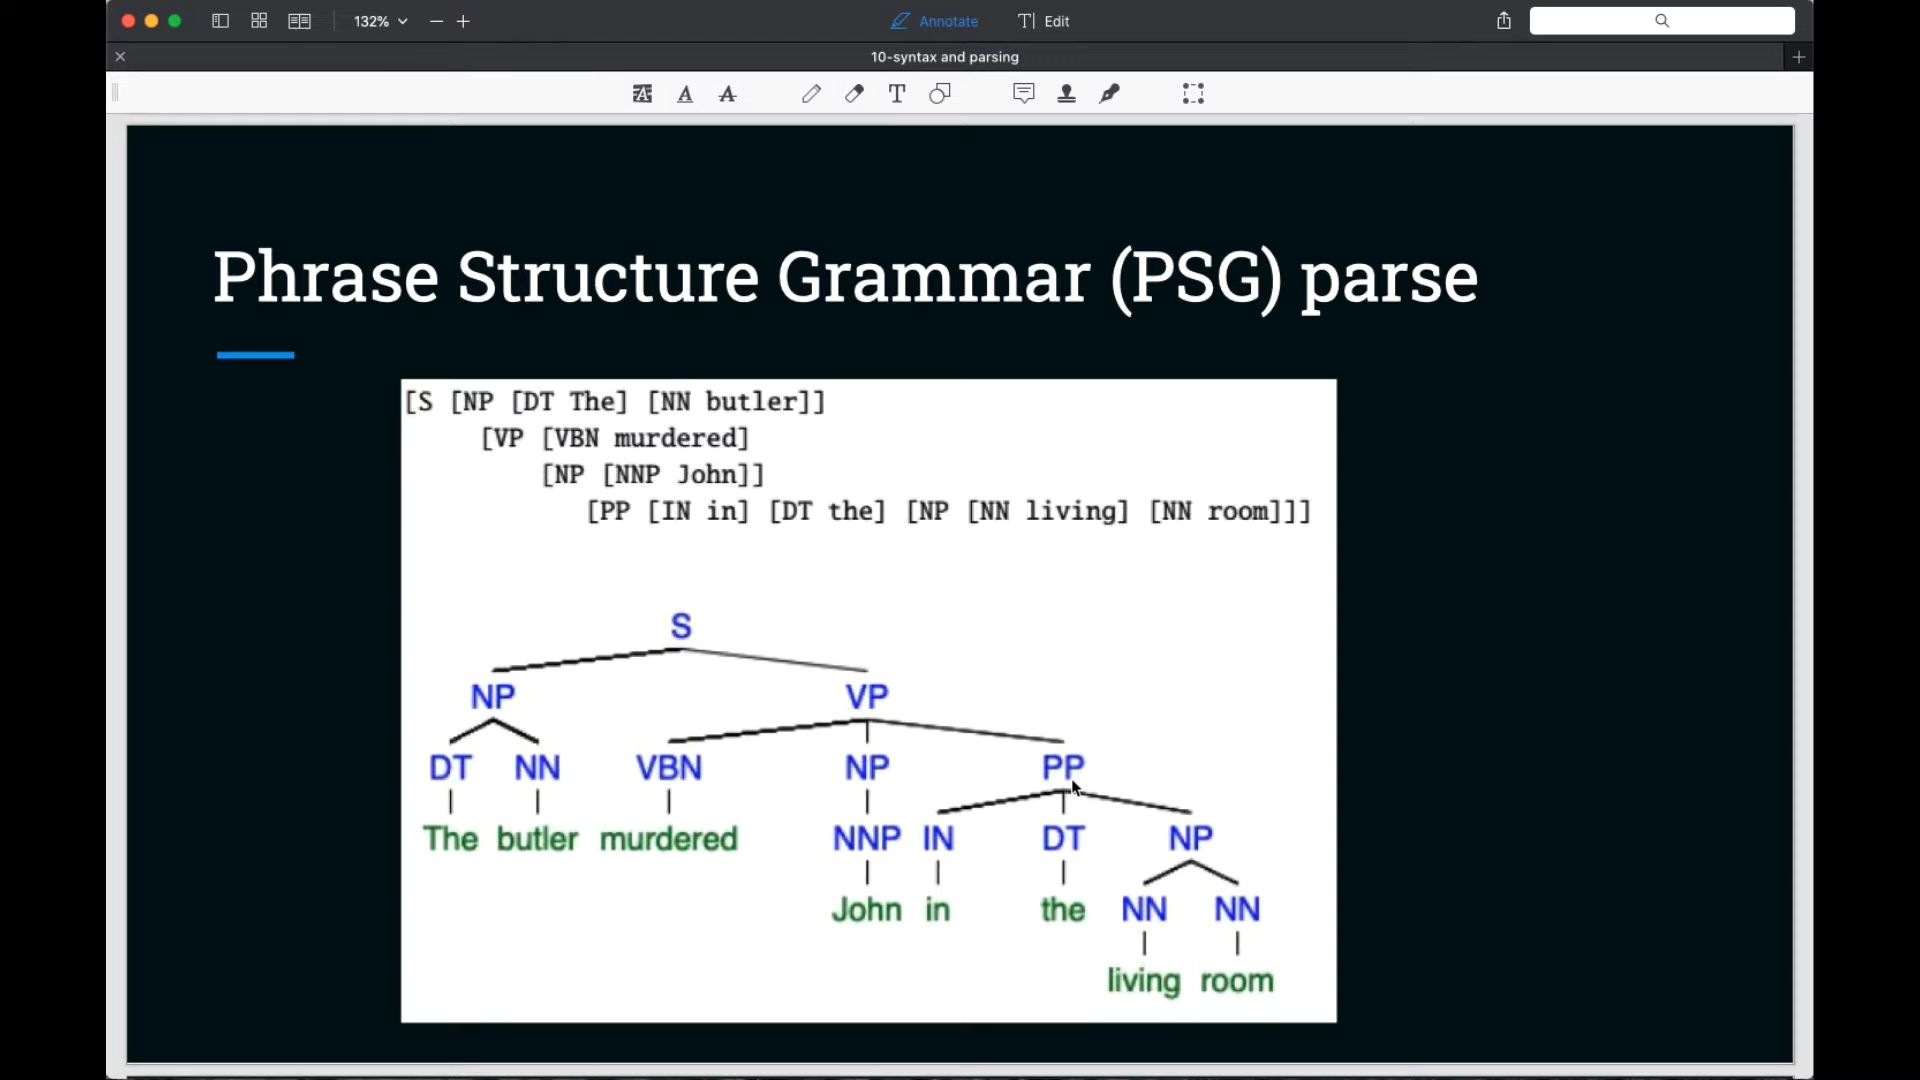 132%
Annotate
Edit
10-syntax and parsing
Phrase Structure Grammar (PSG) parse
[S [NP [DT The] [NN butler]]
[VP [VBN murdered]
[NP [NNP John]]
[PP [IN in] [DT the] [NP [NN living] [NN room]]]
S
NP VP
DT NN VBN NP PP
The butler murdered NNP IN DT NP
John in the NN NN
living room